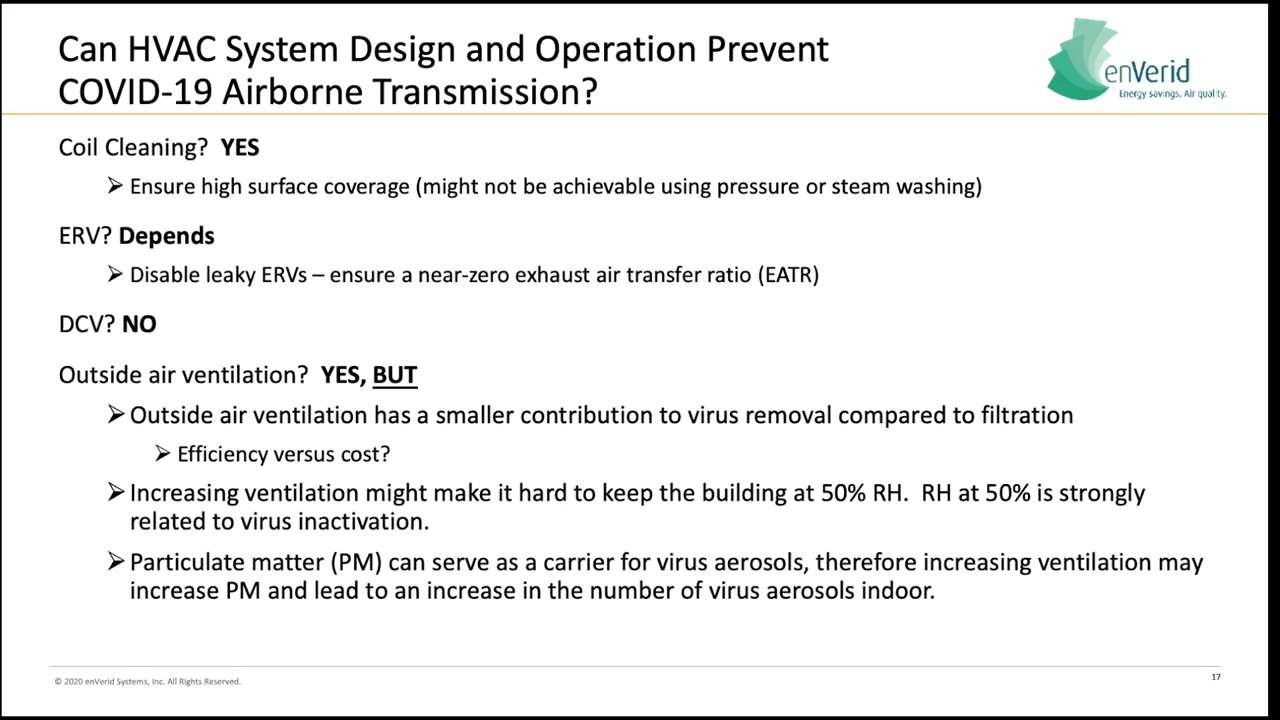 Can HVAC System Design and Operation Prevent
COVID-19 Airborne Transmission?
enVerid
Energy savings. Air quality.
Coil Cleaning? YES
➢ Ensure high surface coverage (might not be achievable using pressure or steam washing)
ERV? Depends
➢ Disable leaky ERVs – ensure a near-zero exhaust air transfer ratio (EATR)
DCV? NO
Outside air ventilation? YES, BUT
➢ Outside air ventilation has a smaller contribution to virus removal compared to filtration
➢ Efficiency versus cost?
➢ Increasing ventilation might make it hard to keep the building at 50% RH. RH at 50% is strongly
related to virus inactivation.
➢ Particulate matter (PM) can serve as a carrier for virus aerosols, therefore increasing ventilation may
increase PM and lead to an increase in the number of virus aerosols indoor.
© 2020 enVerid Systems, Inc. All Rights Reserved.
17